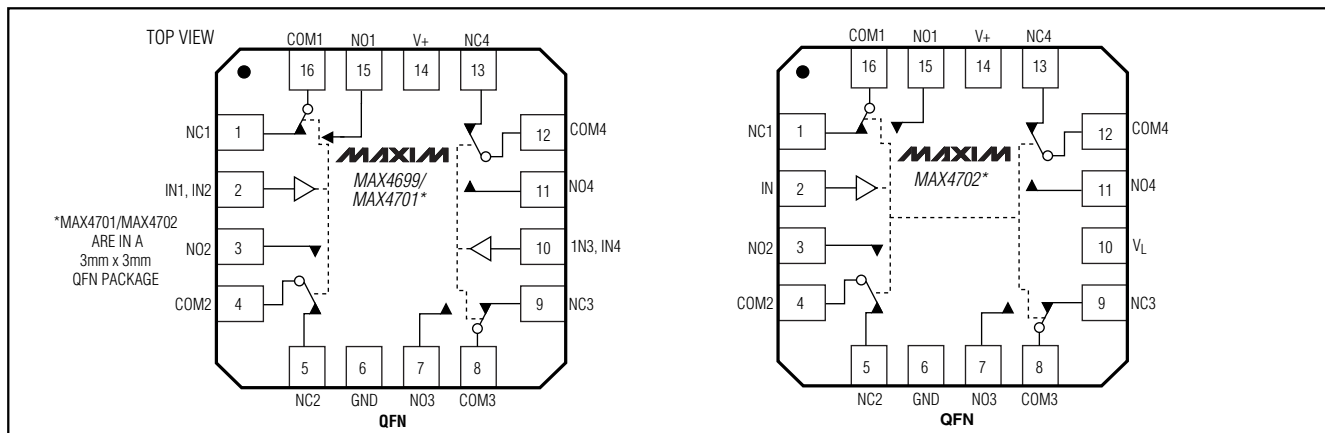 TOP VIEW
COM1 NO1 V+ NC4
16 15 14 13
NC1 1
12 COM4
MAXIM
MAX4699/
MAX4701*
IN1, IN2 2
11 NO4
*MAX4701/MAX4702
ARE IN A
3mm x 3mm
QFN PACKAGE
NO2 3
10 1N3, IN4
COM2 4
9 NC3
5 6 7 8
NC2 GND NO3 COM3
QFN
COM1 NO1 V+ NC4
16 15 14 13
NC1 1
12 COM4
MAXIM
MAX4702*
IN 2
11 NO4
NO2 3
10 VL
COM2 4
9 NC3
5 6 7 8
NC2 GND NO3 COM3
QFN